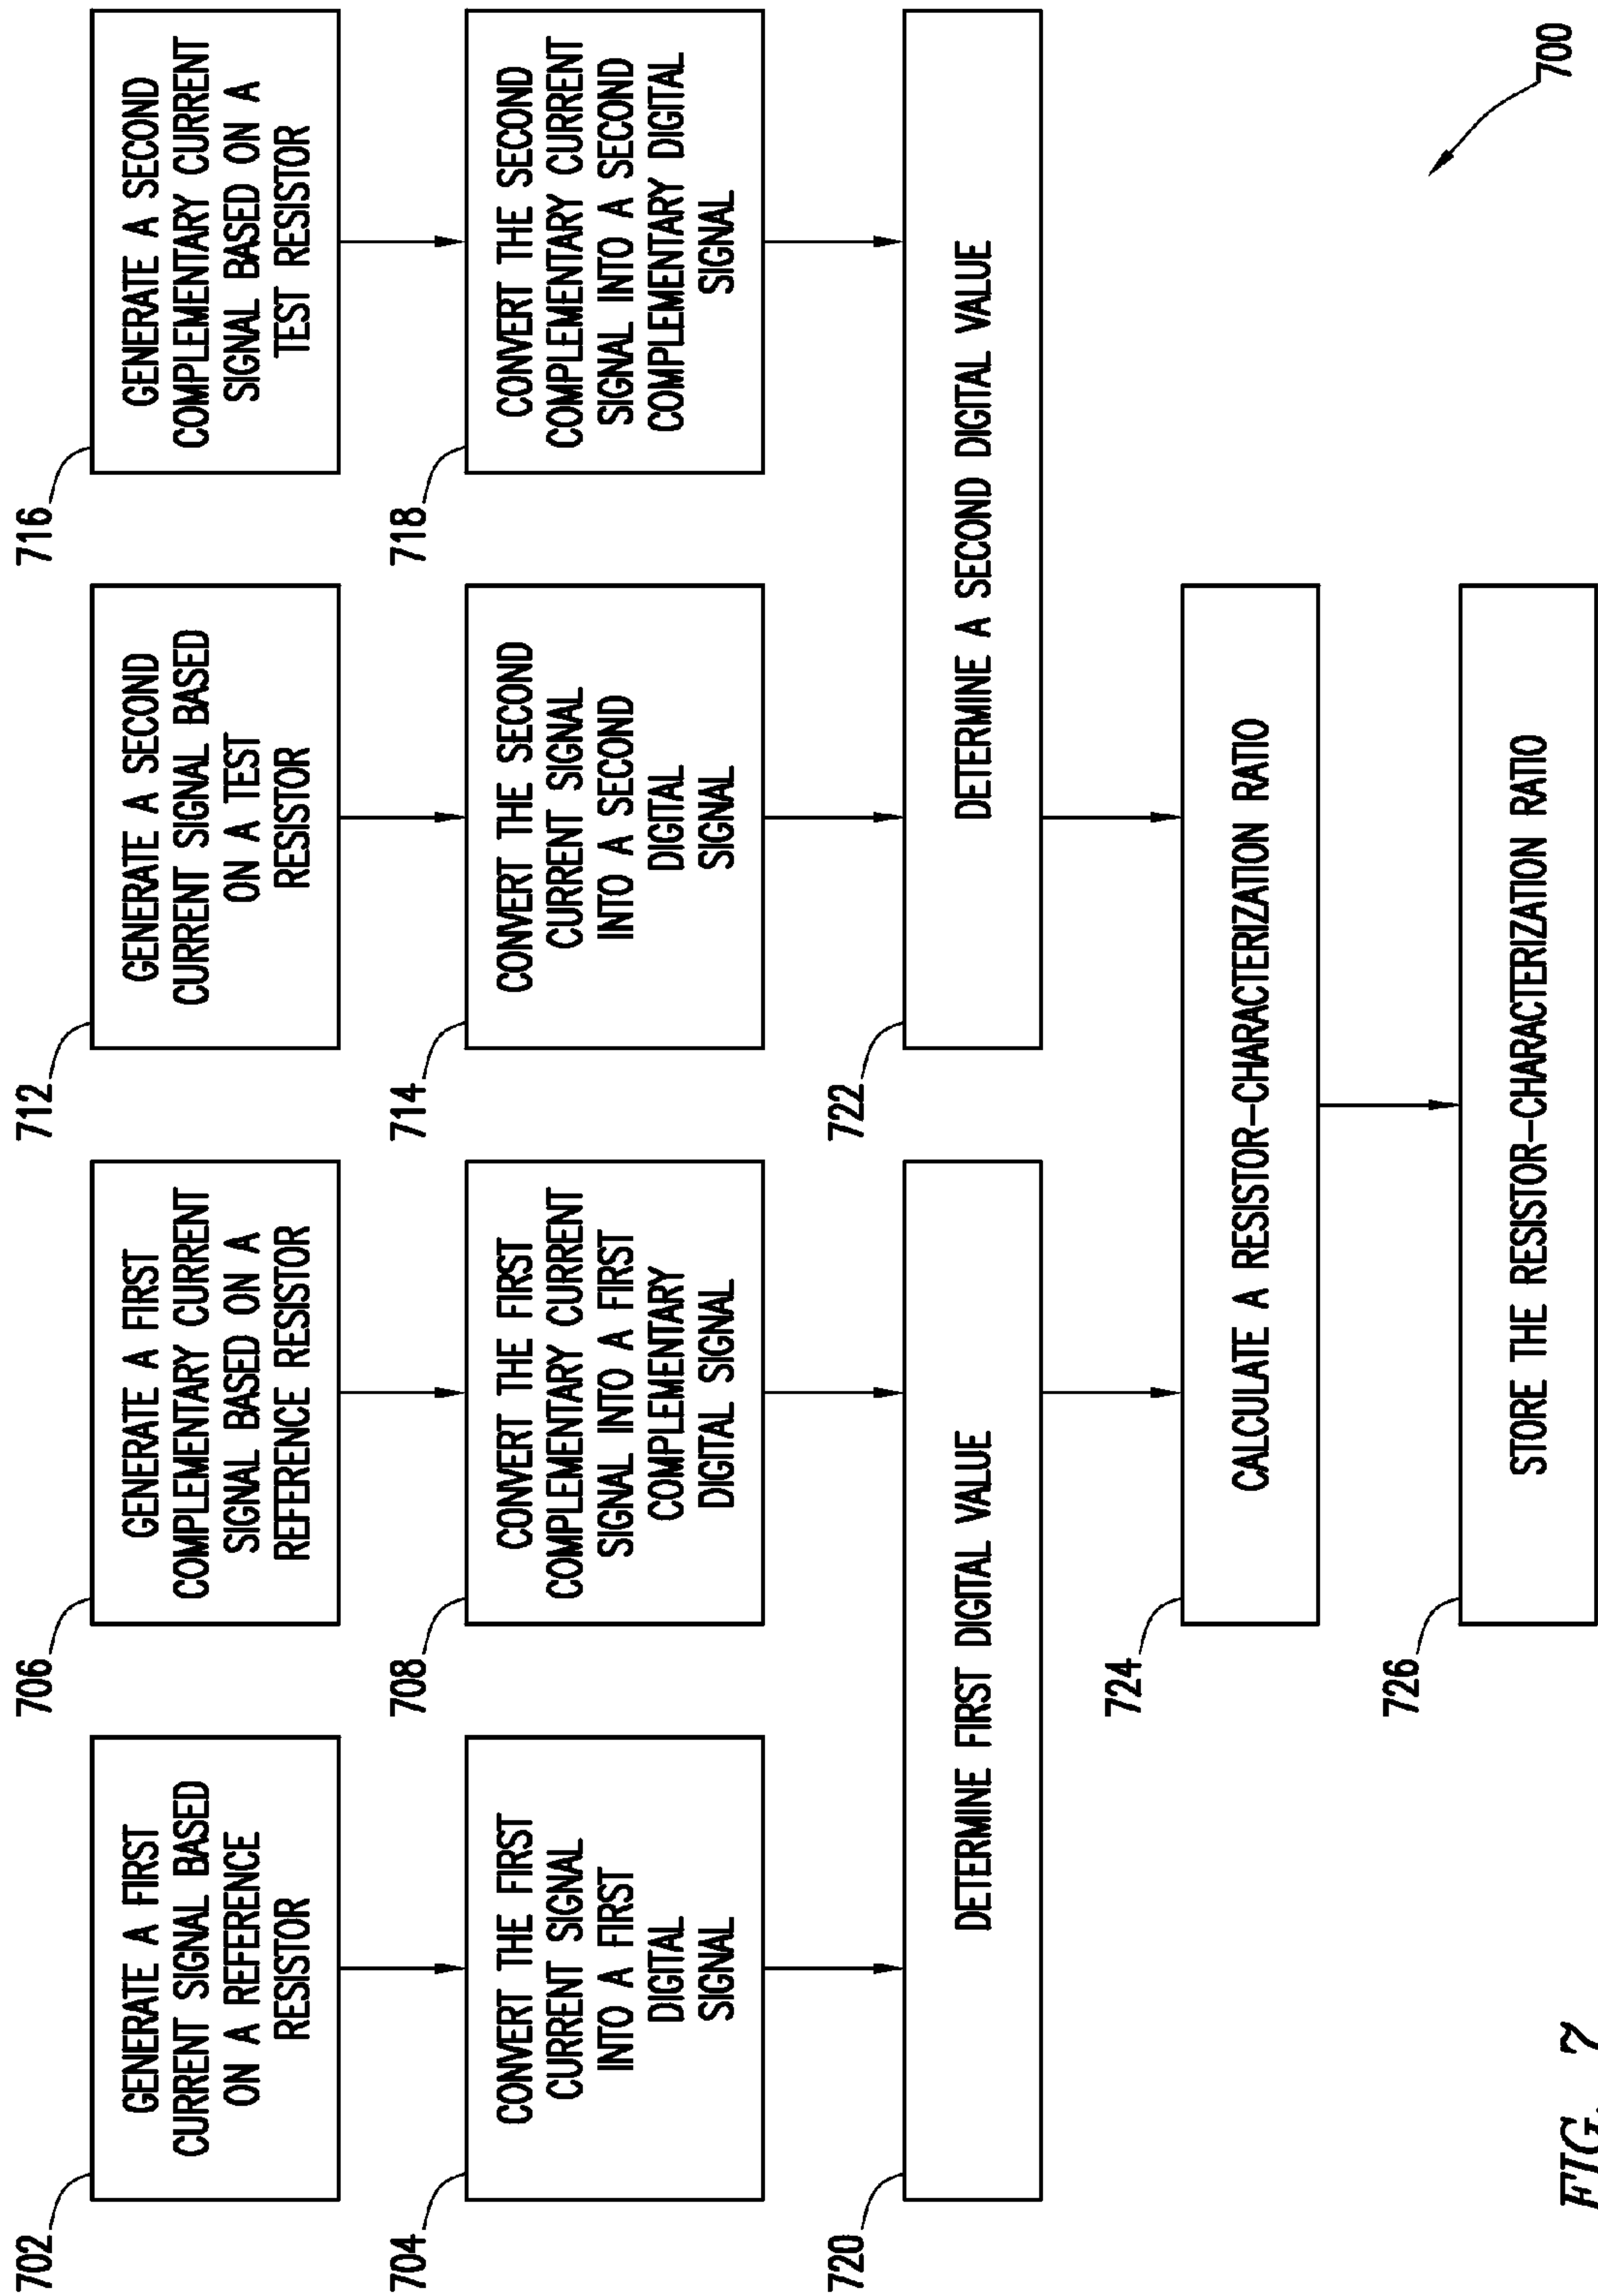 702
GENERATE A FIRST
CURRENT SIGNAL BASED
ON A REFERENCE
RESISTOR
706
GENERATE A FIRST
COMPLEMENTARY CURRENT
SIGNAL BASED ON A
REFERENCE RESISTOR
712
GENERATE A SECOND
CURRENT SIGNAL BASED
ON A TEST
RESISTOR
716
GENERATE A SECOND
COMPLEMENTARY CURRENT
SIGNAL BASED ON A
TEST RESISTOR
704
CONVERT THE FIRST
CURRENT SIGNAL
INTO A FIRST
DIGITAL
SIGNAL
708
CONVERT THE FIRST
COMPLEMENTARY CURRENT
SIGNAL INTO A FIRST
COMPLEMENTARY
DIGITAL SIGNAL
714
CONVERT THE SECOND
CURRENT SIGNAL
INTO A SECOND
DIGITAL
SIGNAL
718
CONVERT THE SECOND
COMPLEMENTARY CURRENT
SIGNAL INTO A SECOND
COMPLEMENTARY DIGITAL
SIGNAL
720
DETERMINE FIRST DIGITAL VALUE
722
DETERMINE A SECOND DIGITAL VALUE
724
CALCULATE A RESISTOR-CHARACTERIZATION RATIO
726
STORE THE RESISTOR-CHARACTERIZATION RATIO
700
FIG. 7